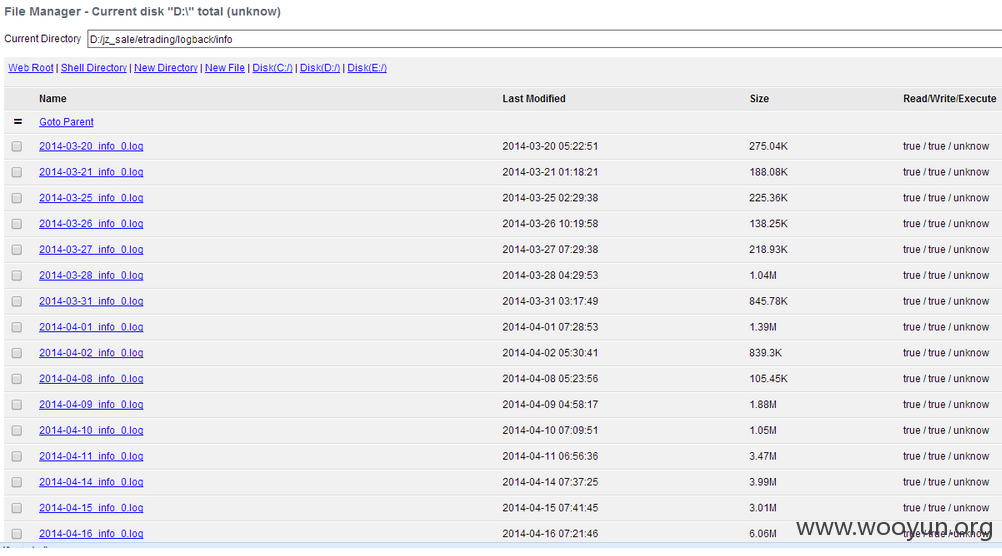 File Manager - Current disk "D:\" total (unknow)
Current Directory D:/jz_sale/etrading/logback/info
Web Root | Shell Directory | New Directory | New File | Disk(C:/) | Disk(D:/) | Disk(E:/)
Name Last Modified Size Read/Write/Execute
= Goto Parent
2014-03-20_info_0.log 2014-03-20 05:22:51 275.04K true / true / unknow
2014-03-21_info_0.log 2014-03-21 01:18:21 188.08K true / true / unknow
2014-03-25_info_0.log 2014-03-25 02:29:38 225.36K true / true / unknow
2014-03-26_info_0.log 2014-03-26 10:19:58 138.25K true / true / unknow
2014-03-27_info_0.log 2014-03-27 07:29:38 218.93K true / true / unknow
2014-03-28_info_0.log 2014-03-28 04:29:53 1.04M true / true / unknow
2014-03-31_info_0.log 2014-03-31 03:17:49 845.78K true / true / unknow
2014-04-01_info_0.log 2014-04-01 07:28:53 1.39M true / true / unknow
2014-04-02_info_0.log 2014-04-02 05:30:41 839.3K true / true / unknow
2014-04-08_info_0.log 2014-04-08 05:23:56 105.45K true / true / unknow
2014-04-09_info_0.log 2014-04-09 04:58:17 1.88M true / true / unknow
2014-04-10_info_0.log 2014-04-10 07:09:51 1.05M true / true / unknow
2014-04-11_info_0.log 2014-04-11 06:56:36 3.47M true / true / unknow
2014-04-14_info_0.log 2014-04-14 07:37:25 3.99M true / true / unknow
2014-04-15_info_0.log 2014-04-15 07:41:45 3.01M true / true / unknow
2014-04-16_info_0.log 2014-04-16 07:21:46 6.06M true / true / unknow
www.wooyun.org